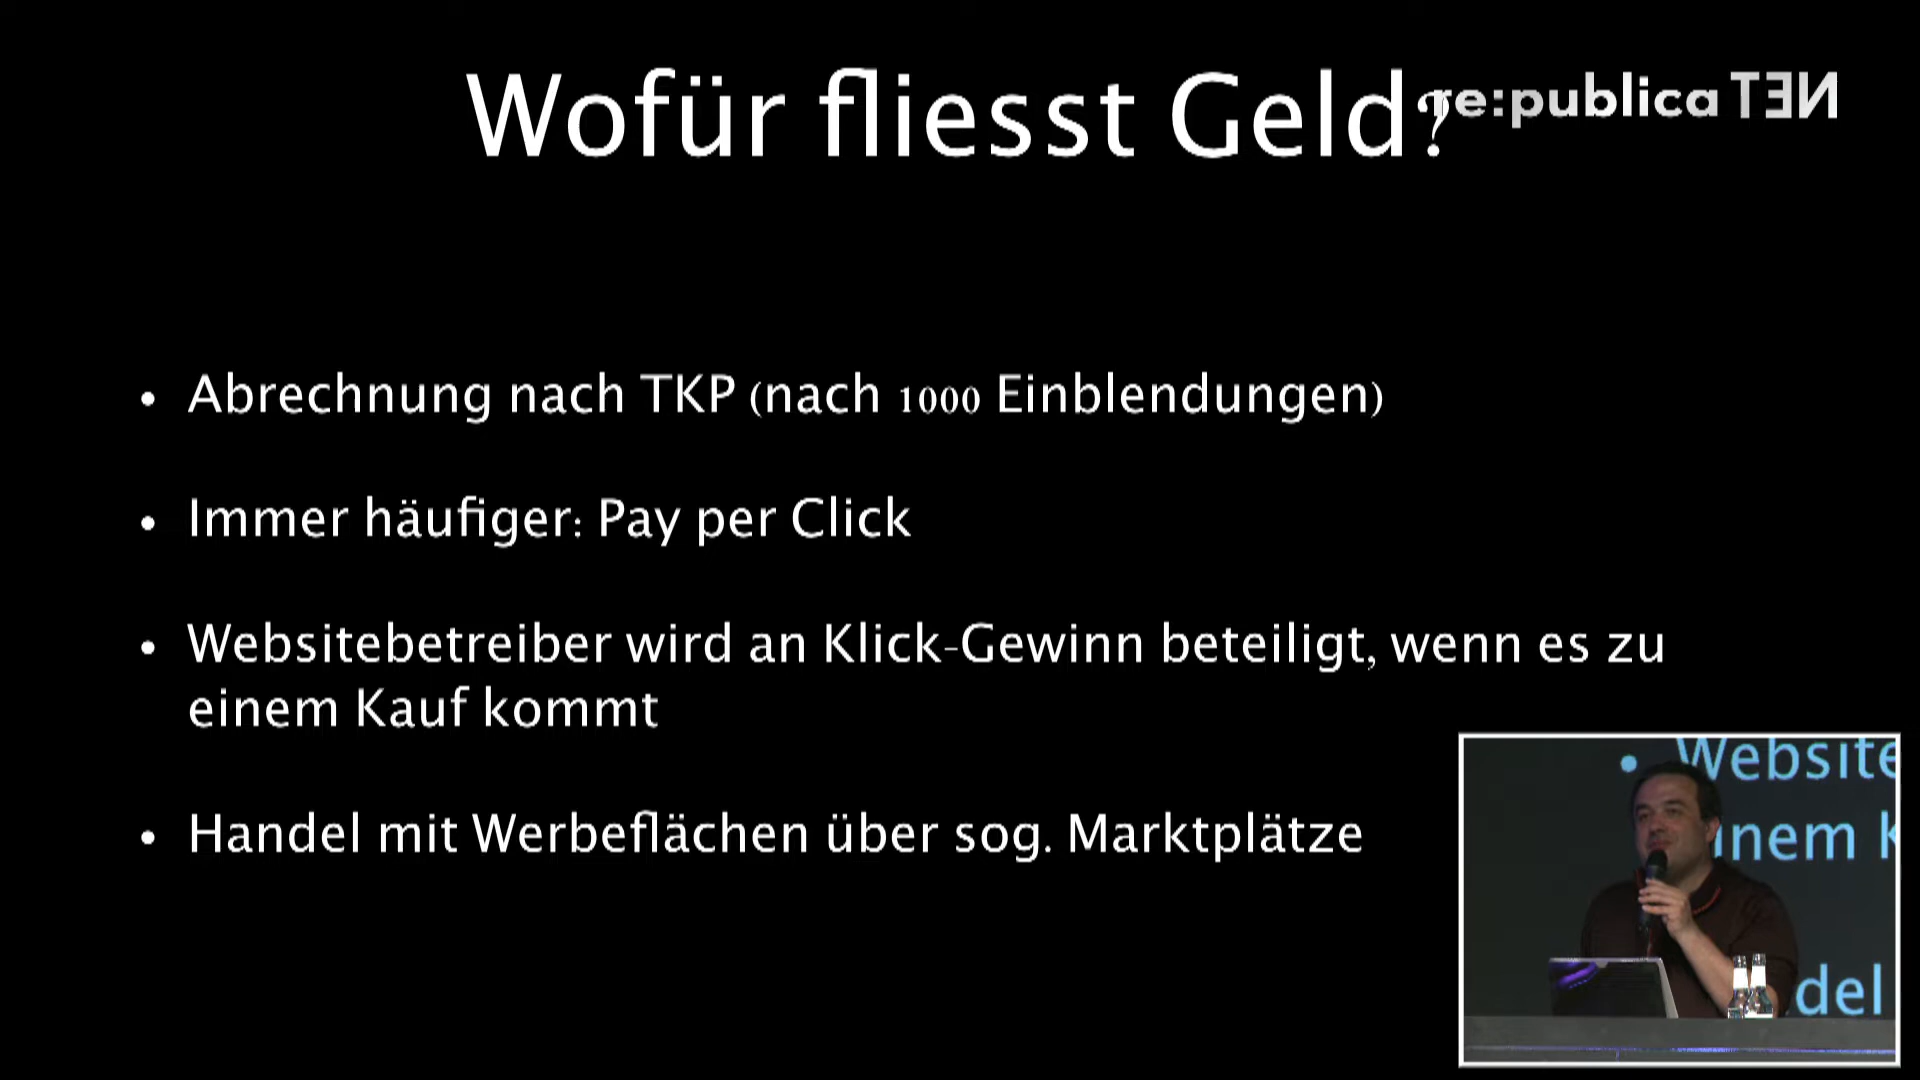 Wofür fliesst Geld?
re:publica TEN
• Abrechnung nach TKP (nach 1000 Einblendungen)
• Immer häufiger: Pay per Click
• Websitebetreiber wird an Klick-Gewinn beteiligt, wenn es zu
einem Kauf kommt
• Handel mit Werbeflächen über sog. Marktplätze
• Website
inem K
del